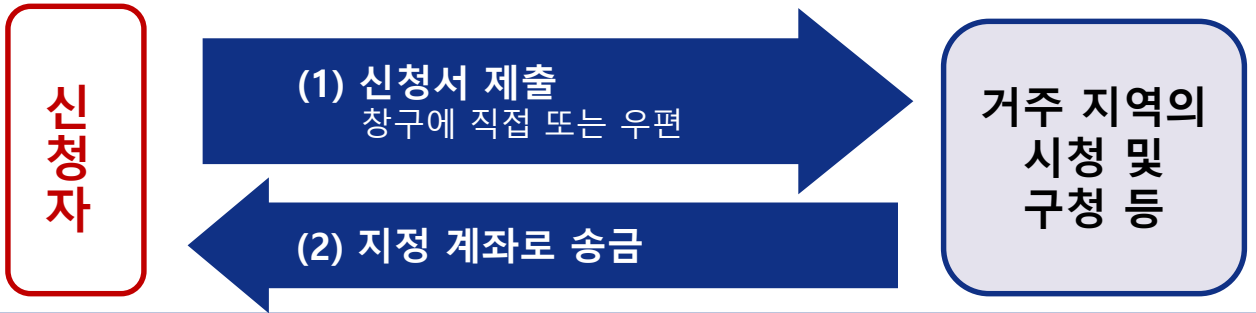 신청자
(1) 신청서 제출
창구에 직접 또는 우편
(2) 지정 계좌로 송금
거주 지역의
시청 및
구청 등